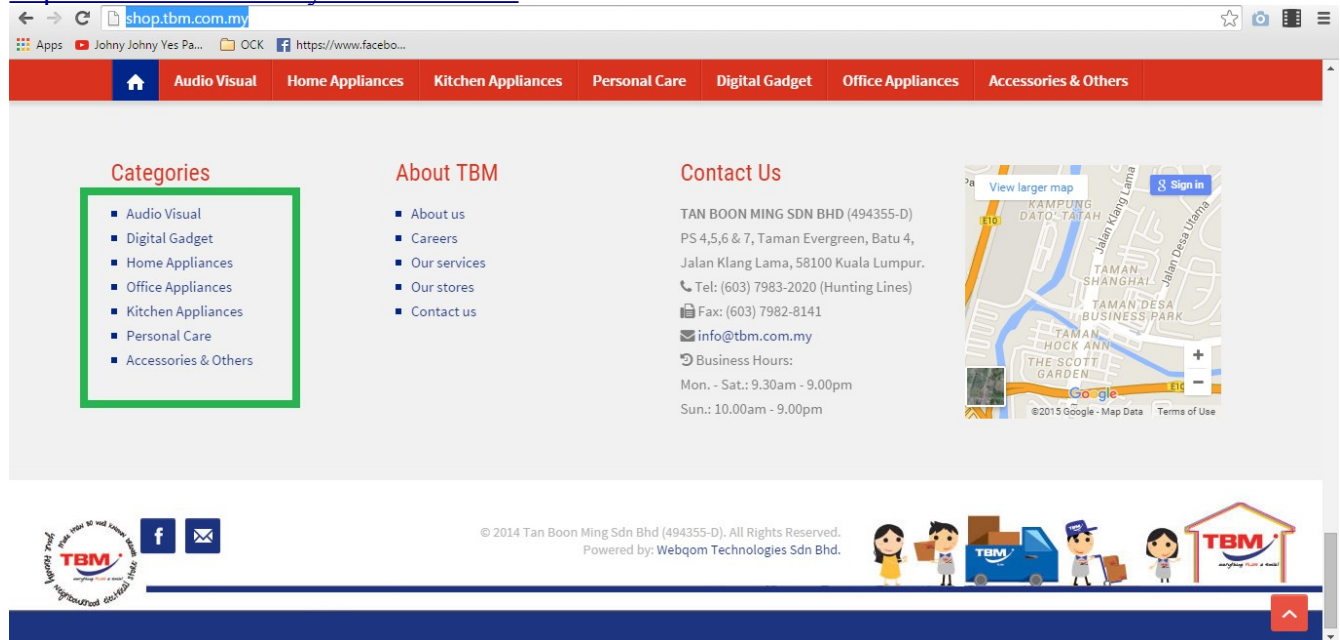 shop.tbm.com.my
Apps Johny Johny Yes Pa... OCK https://www.facebo...
Audio Visual Home Appliances Kitchen Appliances Personal Care Digital Gadget Office Appliances Accessories & Others
Categories
Audio Visual
Digital Gadget
Home Appliances
Office Appliances
Kitchen Appliances
Personal Care
Accessories & Others
About TBM
About us
Careers
Our services
Our stores
Contact us
Contact Us
TAN BOON MING SDN BHD (494355-D)
PS 4,5,6 & 7, Taman Evergreen, Batu 4,
Jalan Klang Lama, 58100 Kuala Lumpur.
Tel: (603) 7983-2020 (Hunting Lines)
Fax: (603) 7982-8141
info@tbm.com.my
Business Hours:
Mon. - Sat.: 9.30am - 9.00pm
Sun.: 10.00am - 9.00pm
View larger map
Sign in
KAMPUNG
DATO' TATAH
E10
Jalan Klang Lama
Jalan Desa Utama
TAMAN
SHANGHAI
TAMAN DESA
BUSINESS PARK
TAMAN
HOCK ANN
THE SCOTT
GARDEN
E10
Google
©2015 Google - Map Data Terms of Use
© 2014 Tan Boon Ming Sdn Bhd (494355-D). All Rights Reserved.
Powered by: Webqom Technologies Sdn Bhd.
TBM
TBM
TBM